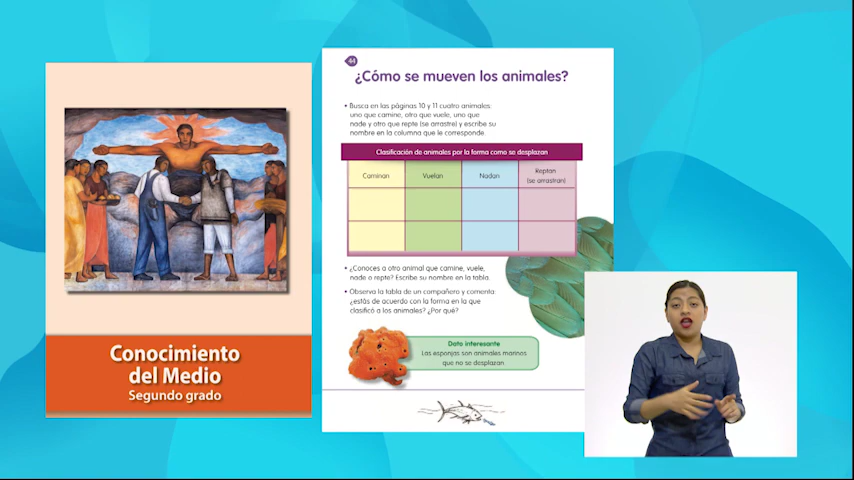 Conocimiento
del Medio
Segundo grado
44
¿Cómo se mueven los animales?
• Busca en las páginas 10 y 11 cuatro animales:
uno que camine, otro que vuele, uno que
nade y otro que repte (se arrastre) y escribe su
nombre en la columna que le corresponde.
Clasificación de animales por la forma como se desplazan
Caminan Vuelan Nadan Reptan
(se arrastran)
• ¿Conoces a otro animal que camine, vuele,
nade o repte? Escribe su nombre en la tabla.
• Observa la tabla de un compañero y comenta:
¿estás de acuerdo con la forma en la que
clasificó a los animales? ¿Por qué?
Dato interesante
Las esponjas son animales marinos
que no se desplazan.